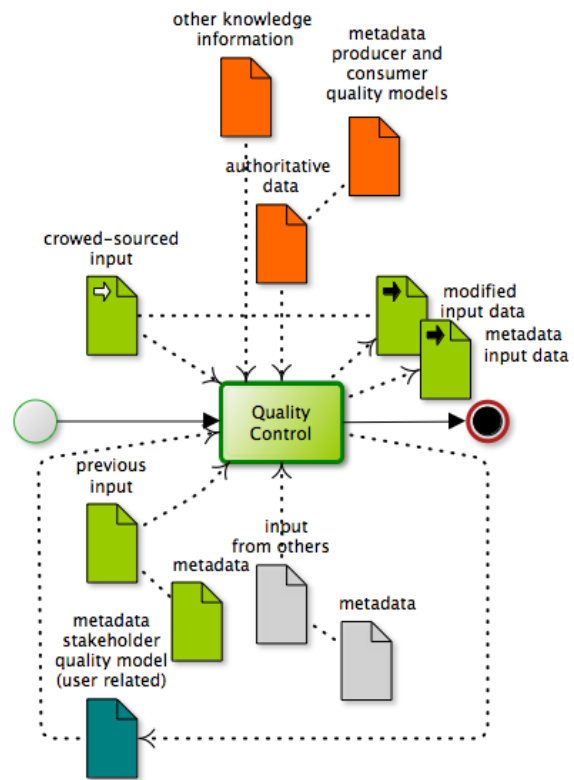 other knowledge
information
metadata
producer and
consumer
quality models
authoritative
data
crowed-sourced
input
modified
input data
metadata
input data
Quality
Control
previous
input
metadata
input
from others
metadata
metadata
stakeholder
quality model
(user related)